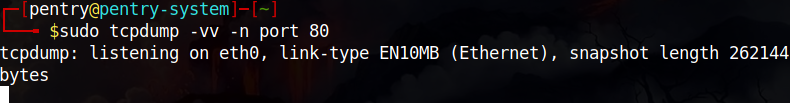 ┌─[pentry@pentry-system]─[~]
└──╼ $sudo tcpdump -vv -n port 80
tcpdump: listening on eth0, link-type EN10MB (Ethernet), snapshot length 262144
bytes